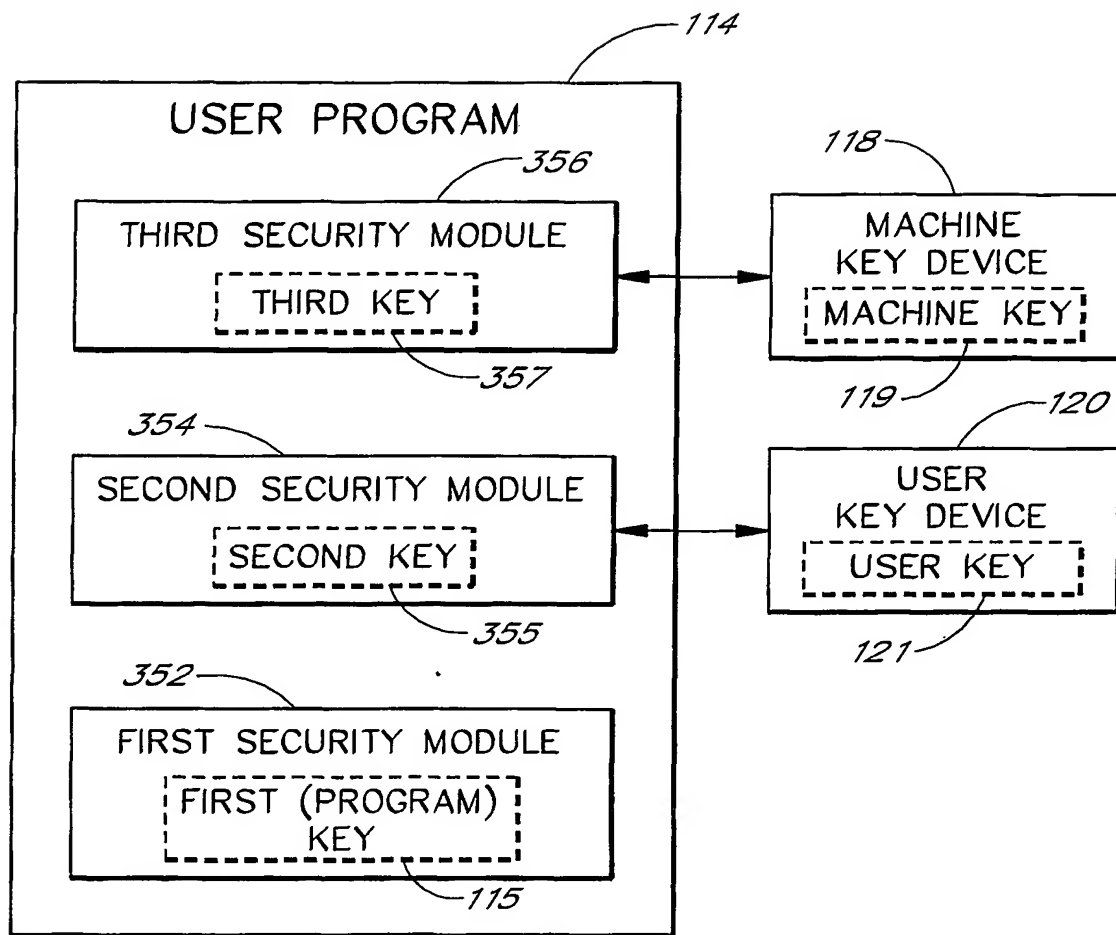 114
USER PROGRAM
356
THIRD SECURITY MODULE
THIRD KEY
357
118
MACHINE
KEY DEVICE
MACHINE KEY
119
354
SECOND SECURITY MODULE
SECOND KEY
355
120
USER
KEY DEVICE
USER KEY
121
352
FIRST SECURITY MODULE
FIRST (PROGRAM)
KEY
115